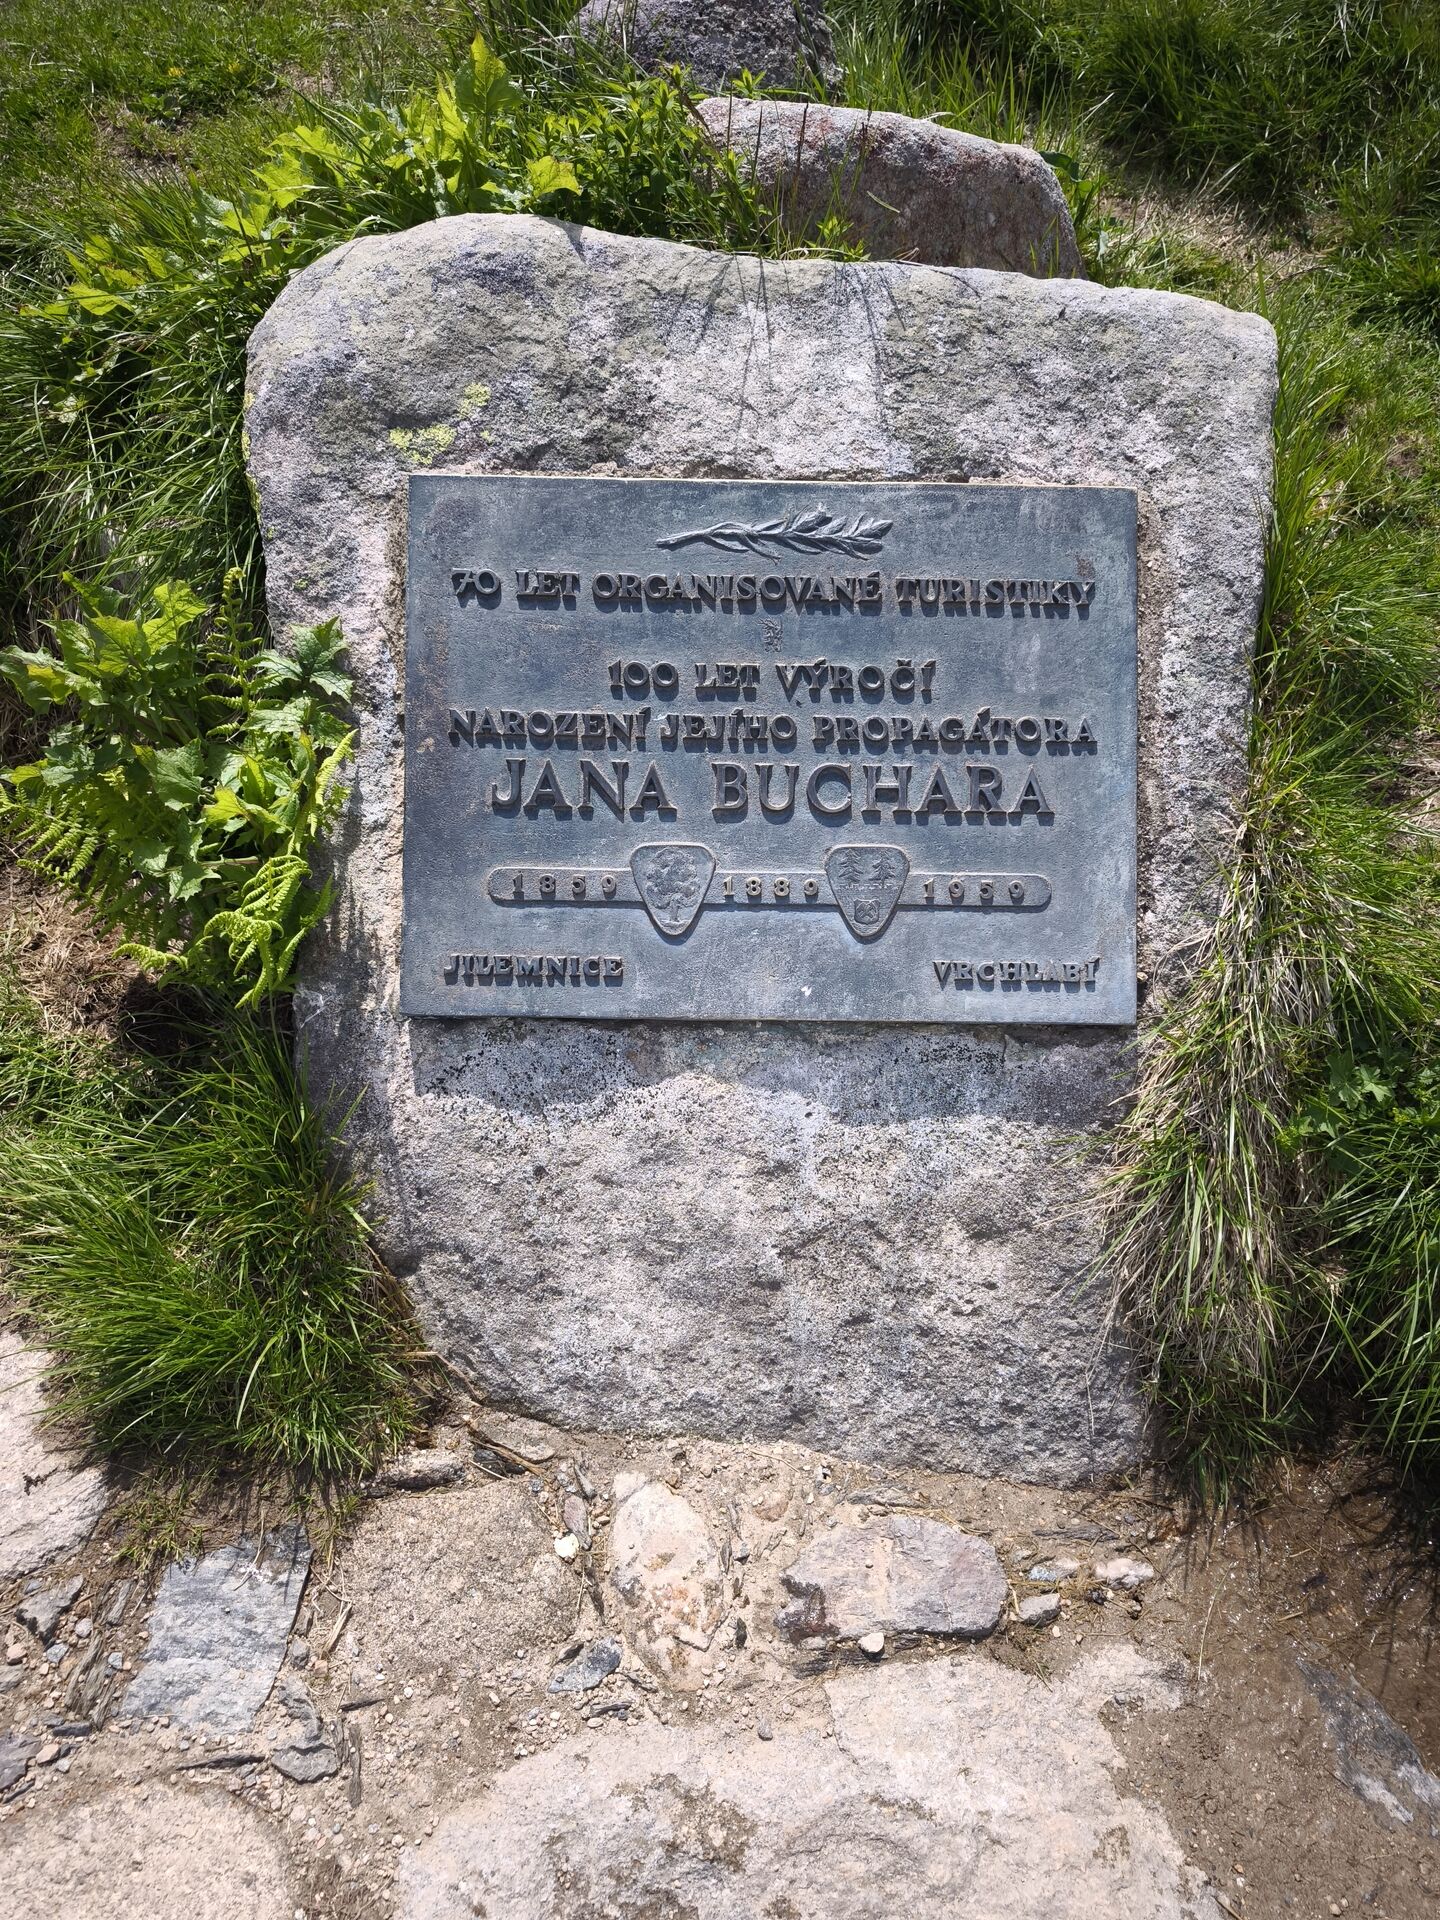 70 LET ORGANISOVANÉ TURISTIKY
100 LET VÝROČÍ
NAROZENÍ JEJÍHO PROPAGÁTORA
JANA BUCHARA
1859 1889 1959
JILEMNICE VRCHLABÍ